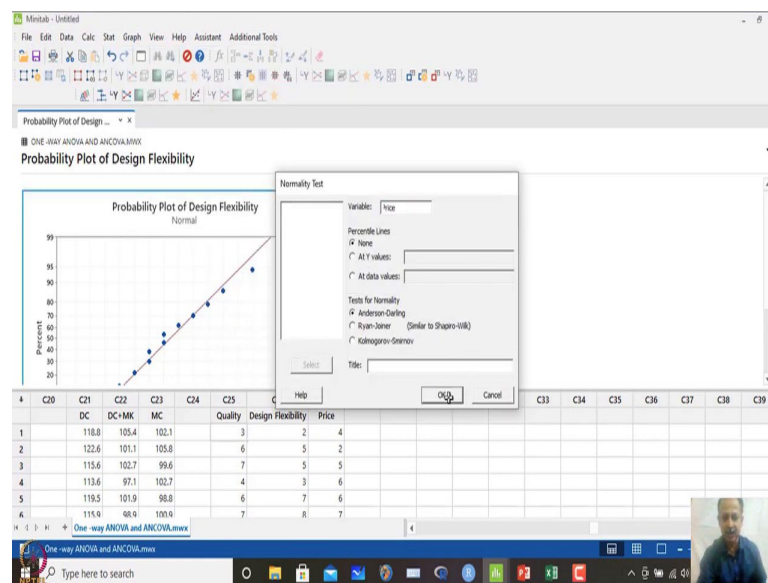 Minitab - Untitled
File Edit Data Calc Stat Graph View Help Assistant Additional Tools
Probability Plot of Design ...
ONE -WAY ANOVA AND ANCOVA.MWX
Probability Plot of Design Flexibility
Probability Plot of Design Flexibility
Normal
Percent
99
95
90
80
70
60
50
40
30
20
Normality Test
Variable: Price
Percentile Lines
None
At Y values:
At data values:
Tests for Normality
Anderson-Darling
Ryan-Joiner (Similar to Shapiro-Wilk)
Kolmogorov-Smirnov
Select
Title:
Help
Cancel
C20 C21 C22 C23 C24 C25 C33 C34 C35 C36 C37 C38 C39
DC DC+MK MC Quality Design Flexibility Price
1 118.8 105.4 102.1 3 2 4
2 122.6 101.1 105.8 6 5 2
3 115.6 102.7 99.6 7 5 5
4 113.6 97.1 102.7 4 3 6
5 119.5 101.9 98.8 6 7 6
6 115.9 98.9 100.9 7 8 7
One -way ANOVA and ANCOVA.mwx
One -way ANOVA and ANCOVA.mwx
Type here to search
NPTEL